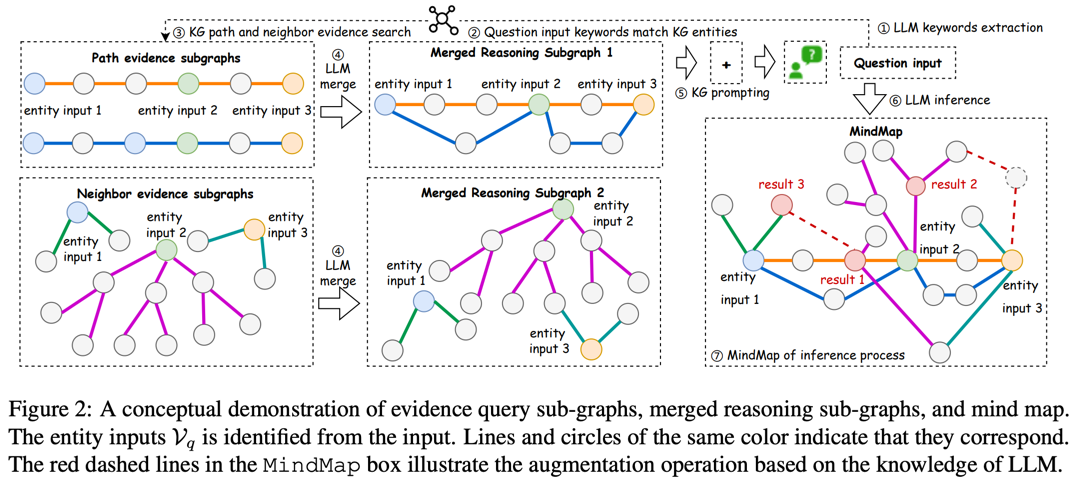 ① LLM keywords extraction
② Question input keywords match KG entities
③ KG path and neighbor evidence search
Path evidence subgraphs
entity input 1
entity input 2
entity input 3
④
LLM
merge
Merged Reasoning Subgraph 1
entity input 1
entity input 2
entity input 3
+
⑤ KG prompting
?
Question input
⑥ LLM inference
Neighbor evidence subgraphs
entity
input 1
entity
input 2
entity
input 3
④
LLM
merge
Merged Reasoning Subgraph 2
entity
input 1
entity
input 2
entity
input 3
MindMap
result 3
result 2
result 1
entity
input 1
entity
input 2
entity
input 3
⑦ MindMap of inference process
Figure 2: A conceptual demonstration of evidence query sub-graphs, merged reasoning sub-graphs, and mind map.
The entity inputs 𝒱q is identified from the input. Lines and circles of the same color indicate that they correspond.
The red dashed lines in the MindMap box illustrate the augmentation operation based on the knowledge of LLM.